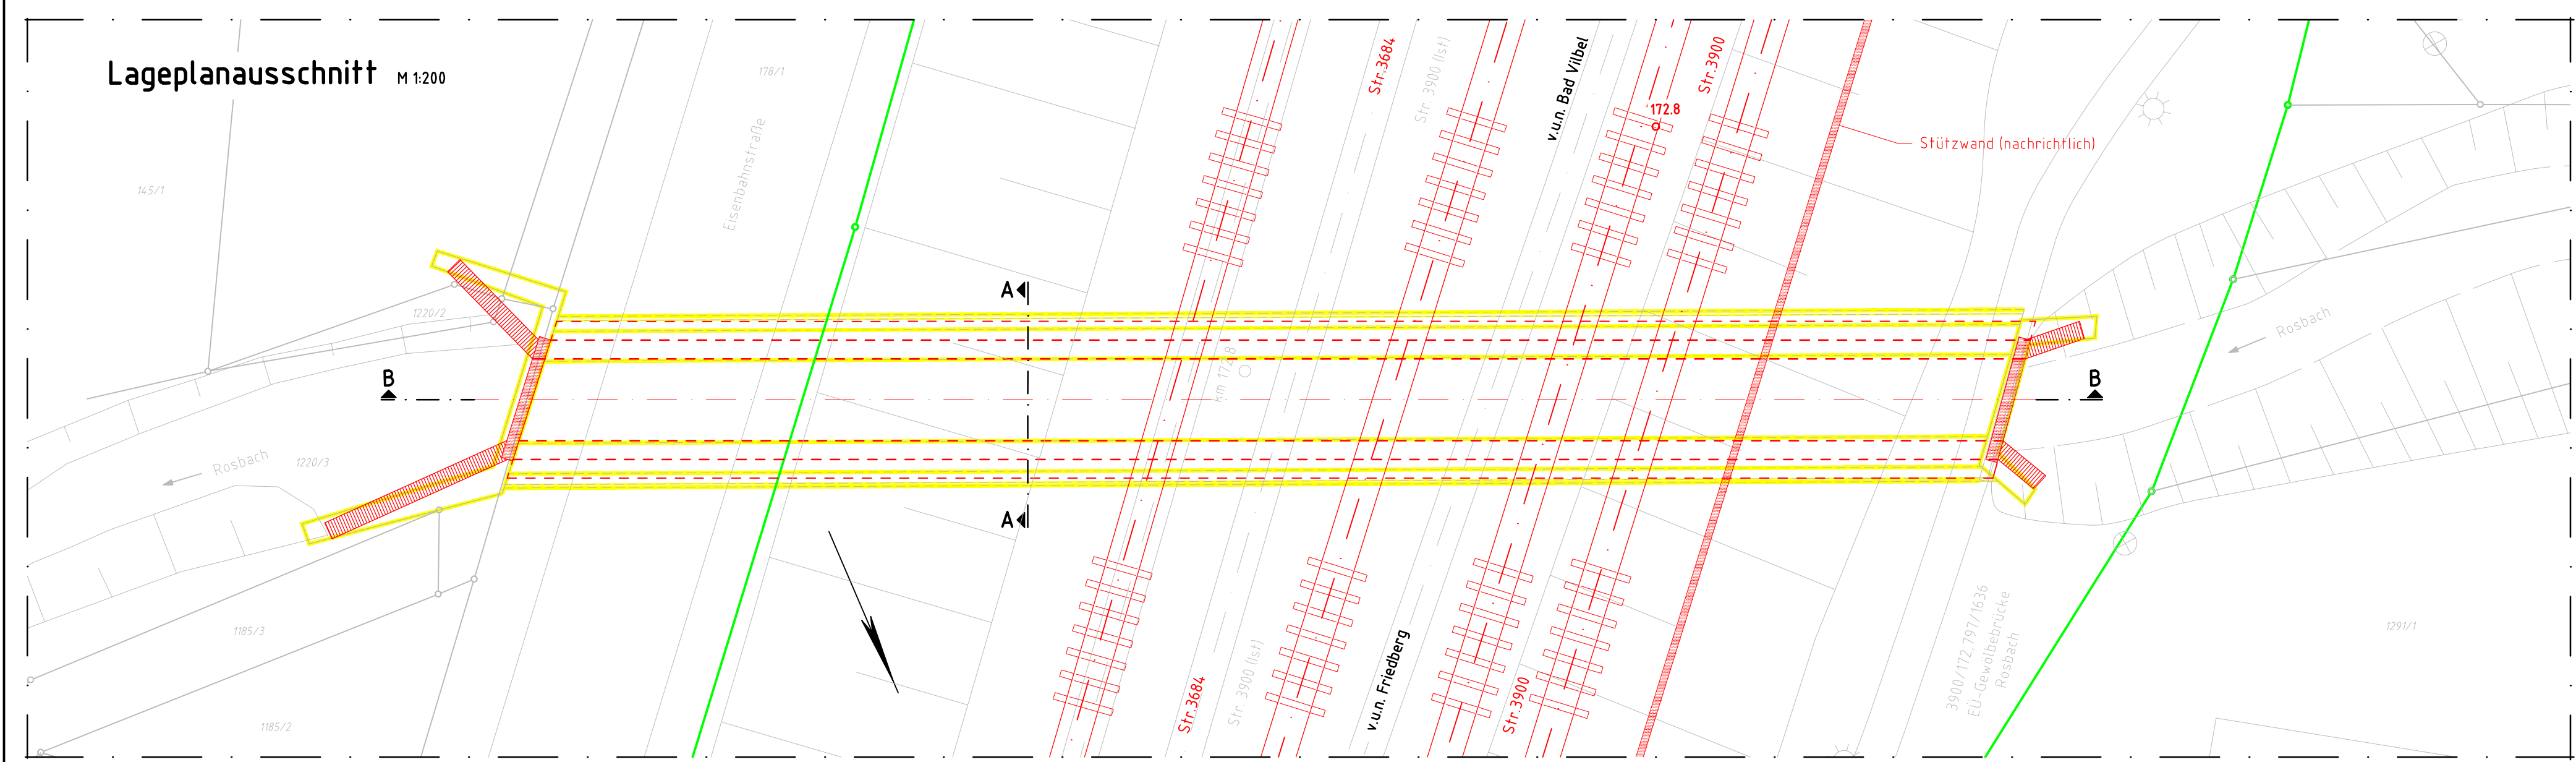 Lageplanausschnitt M 1:200
178/1
145/1
Eisenbahnstraße
Str.3684
Str. 3900 (Ist)
v.u.n. Bad Vilbel
172.8
Str.3900
Stützwand (nachrichtlich)
A
1220/2
B
km 172.8
B
Rosbach
Rosbach
1220/3
A
1185/3
1185/2
Str.3684
Str. 3900 (Ist)
v.u.n. Friedberg
Str.3900
3900/172.797/1636
EÜ-Gewölbebrücke
Rosbach
1291/1